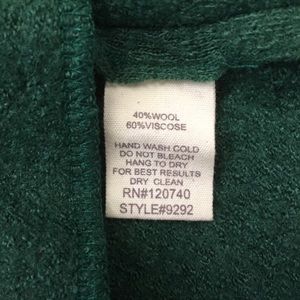 40%WOOL
60%VISCOSE
HAND WASH COLD
DO NOT BLEACH
HANG TO DRY
FOR BEST RESULTS
DRY CLEAN
RN#120740
STYLE#9292